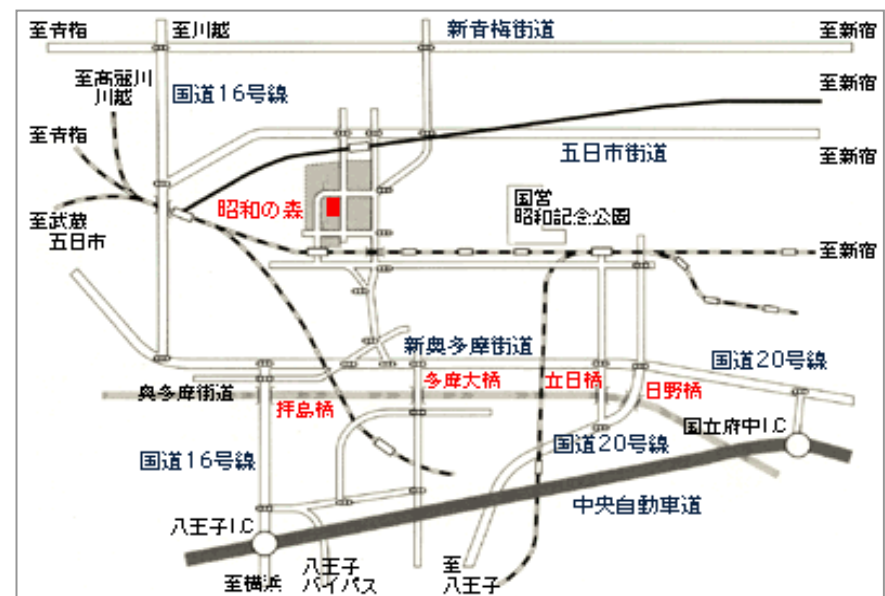 至青梅
至川越
新青梅街道
至新宿
至高麗川
川越
国道16号線
至新宿
至青梅
五日市街道
至新宿
昭和の森
国営
昭和記念公園
至武蔵
五日市
至新宿
新奥多摩街道
国道20号線
奥多摩街道
拝島橋
多摩大橋
立日橋
日野橋
国立府中I.C
国道16号線
国道20号線
中央自動車道
八王子I.C
至横浜
八王子
バイパス
至
八王子